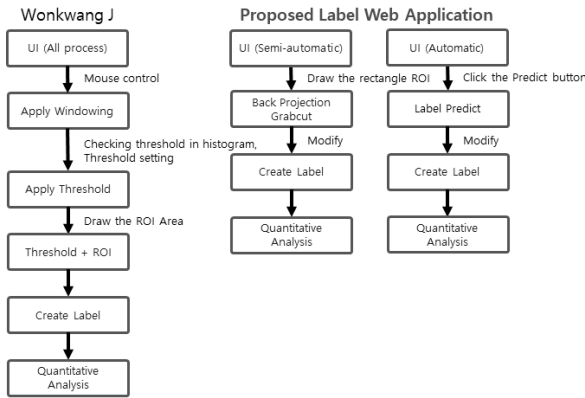 Wonkwang J
UI (All process)
Mouse control
Apply Windowing
Checking threshold in histogram,
Threshold setting
Apply Threshold
Draw the ROI Area
Threshold + ROI
Create Label
Quantitative
Analysis
Proposed Label Web Application
UI (Semi-automatic)
Draw the rectangle ROI
Back Projection
Grabcut
Modify
Create Label
Quantitative
Analysis
UI (Automatic)
Click the Predict button
Label Predict
Modify
Create Label
Quantitative
Analysis